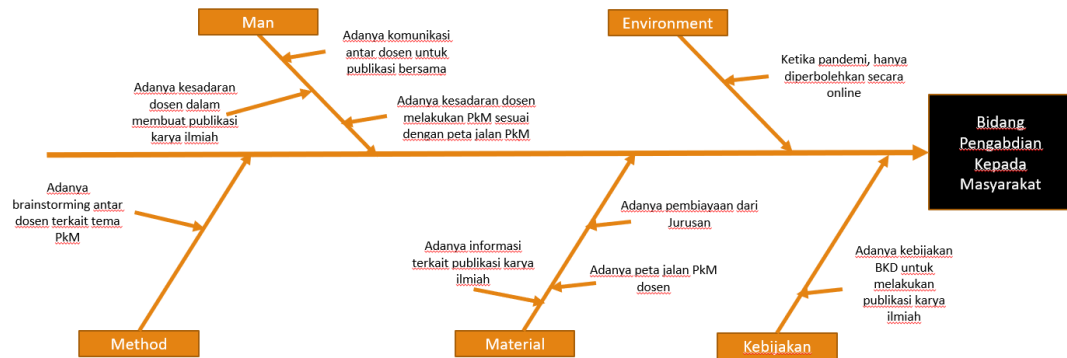 Man
Adanya komunikasi
antar dosen untuk
publikasi bersama
Adanya kesadaran
dosen dalam
membuat publikasi
karya ilmiah
Adanya kesadaran dosen
melakukan PkM sesuai
dengan peta jalan PkM
Environment
Ketika pandemi, hanya
diperbolehkan secara
online
Bidang
Pengabdian
Kepada
Masyarakat
Adanya
brainstorming antar
dosen terkait tema
PkM
Method
Adanya pembiayaan dari
Jurusan
Adanya informasi
terkait publikasi karya
ilmiah
Adanya peta jalan PkM
dosen
Material
Adanya kebijakan
BKD untuk
melakukan
publikasi karya
ilmiah
Kebijakan